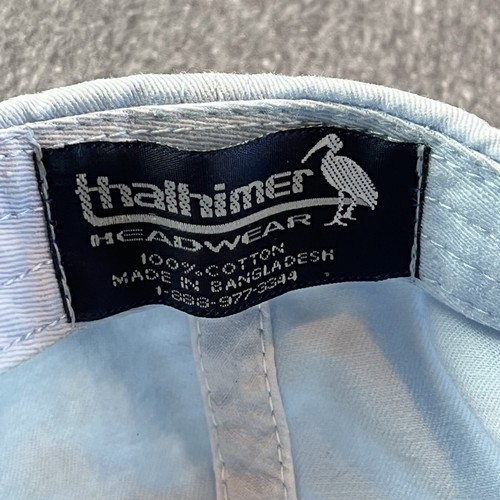 thalhimer
HEADWEAR
100% COTTON
MADE IN BANGLADESH
1-888-977-3344